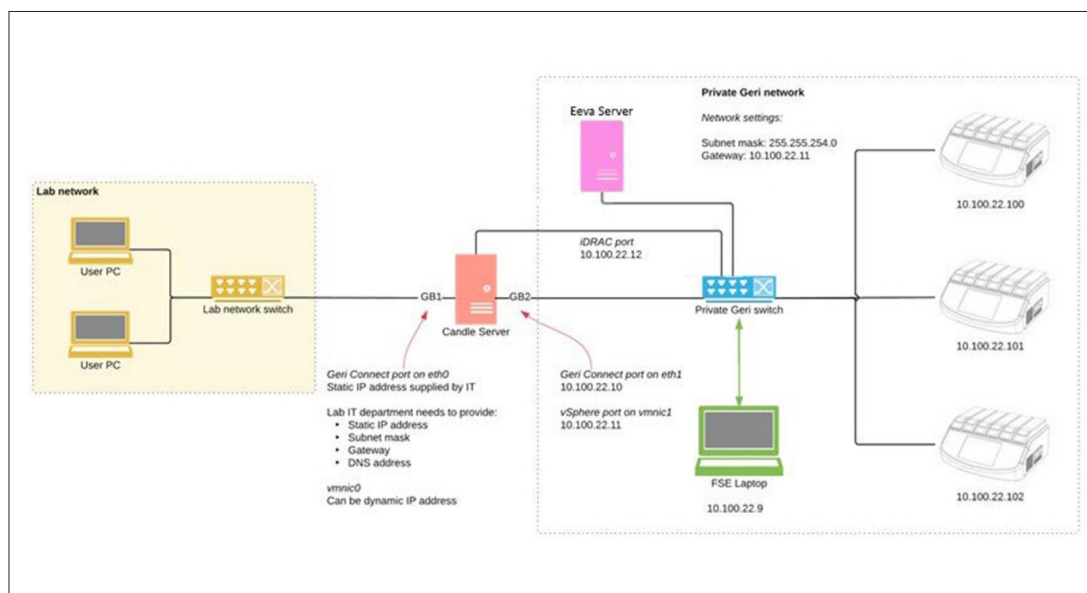 Private Geri network
Network settings:
Subnet mask: 255.255.254.0
Gateway: 10.100.22.11
Eeva Server
10.100.22.100
Lab network
User PC
iDRAC port
10.100.22.12
Lab network switch
GB1
GB2
Candle Server
Private Geri switch
10.100.22.101
User PC
Geri Connect port on eth0
Static IP address supplied by IT
Lab IT department needs to provide:
• Static IP address
• Subnet mask
• Gateway
• DNS address
vmnic0
Can be dynamic IP address
Geri Connect port on eth1
10.100.22.10
vSphere port on vmnic1
10.100.22.11
FSE Laptop
10.100.22.9
10.100.22.102